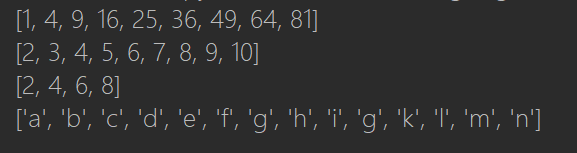 [1, 4, 9, 16, 25, 36, 49, 64, 81]
[2, 3, 4, 5, 6, 7, 8, 9, 10]
[2, 4, 6, 8]
['a', 'b', 'c', 'd', 'e', 'f', 'g', 'h', 'i', 'g', 'k', 'l', 'm', 'n']